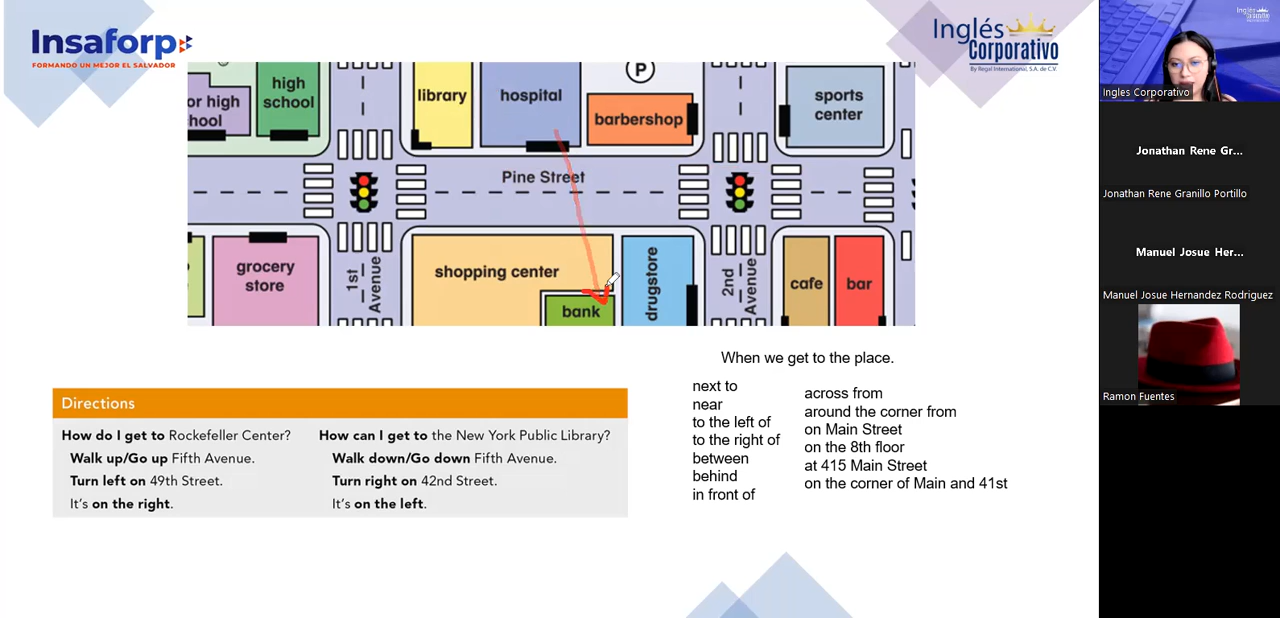 Insaforp
FORMANDO UN MEJOR EL SALVADOR
Inglés
Corporativo
By Regal International, S.A. de C.V.
or high
hool
high
school
library
hospital
P
barbershop
sports
center
Pine Street
grocery
store
1st
Avenue
shopping center
bank
drugstore
2nd
Avenue
cafe
bar
When we get to the place.
next to
near
to the left of
to the right of
between
behind
in front of
across from
around the corner from
on Main Street
on the 8th floor
at 415 Main Street
on the corner of Main and 41st
Directions
How do I get to Rockefeller Center?
Walk up/Go up Fifth Avenue.
Turn left on 49th Street.
It's on the right.
How can I get to the New York Public Library?
Walk down/Go down Fifth Avenue.
Turn right on 42nd Street.
It's on the left.
Ingles Corporativo
Jonathan Rene Gr...
Jonathan Rene Granillo Portillo
Manuel Josue Her...
Manuel Josue Hernandez Rodriguez
Ramon Fuentes